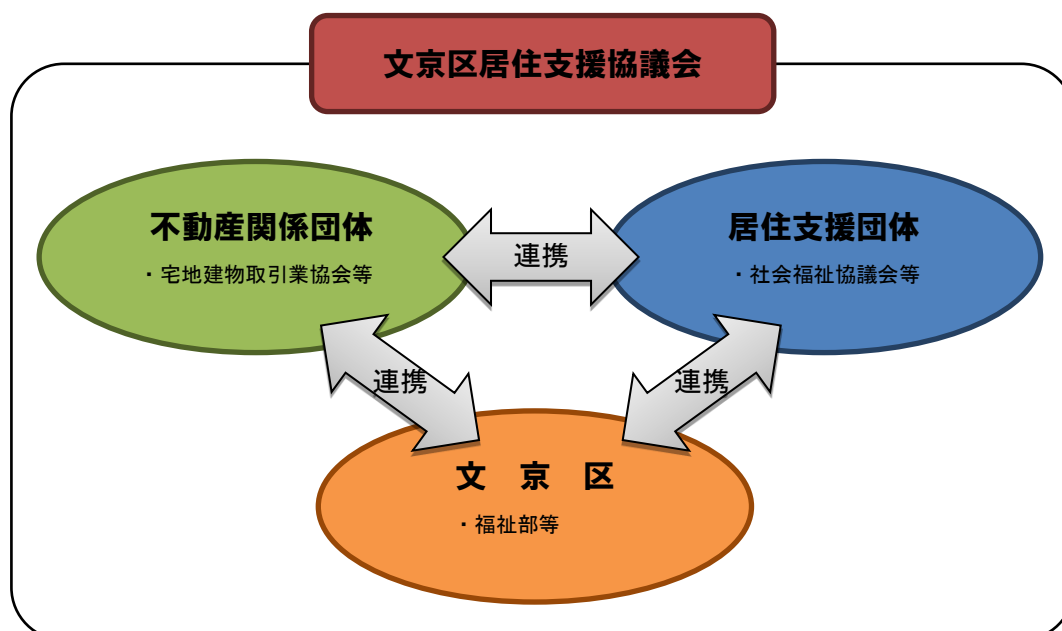 文京区居住支援協議会
不動産関係団体
・宅地建物取引業協会等
連携
居住支援団体
・社会福祉協議会等
連携
連携
文　京　区
・福祉部等